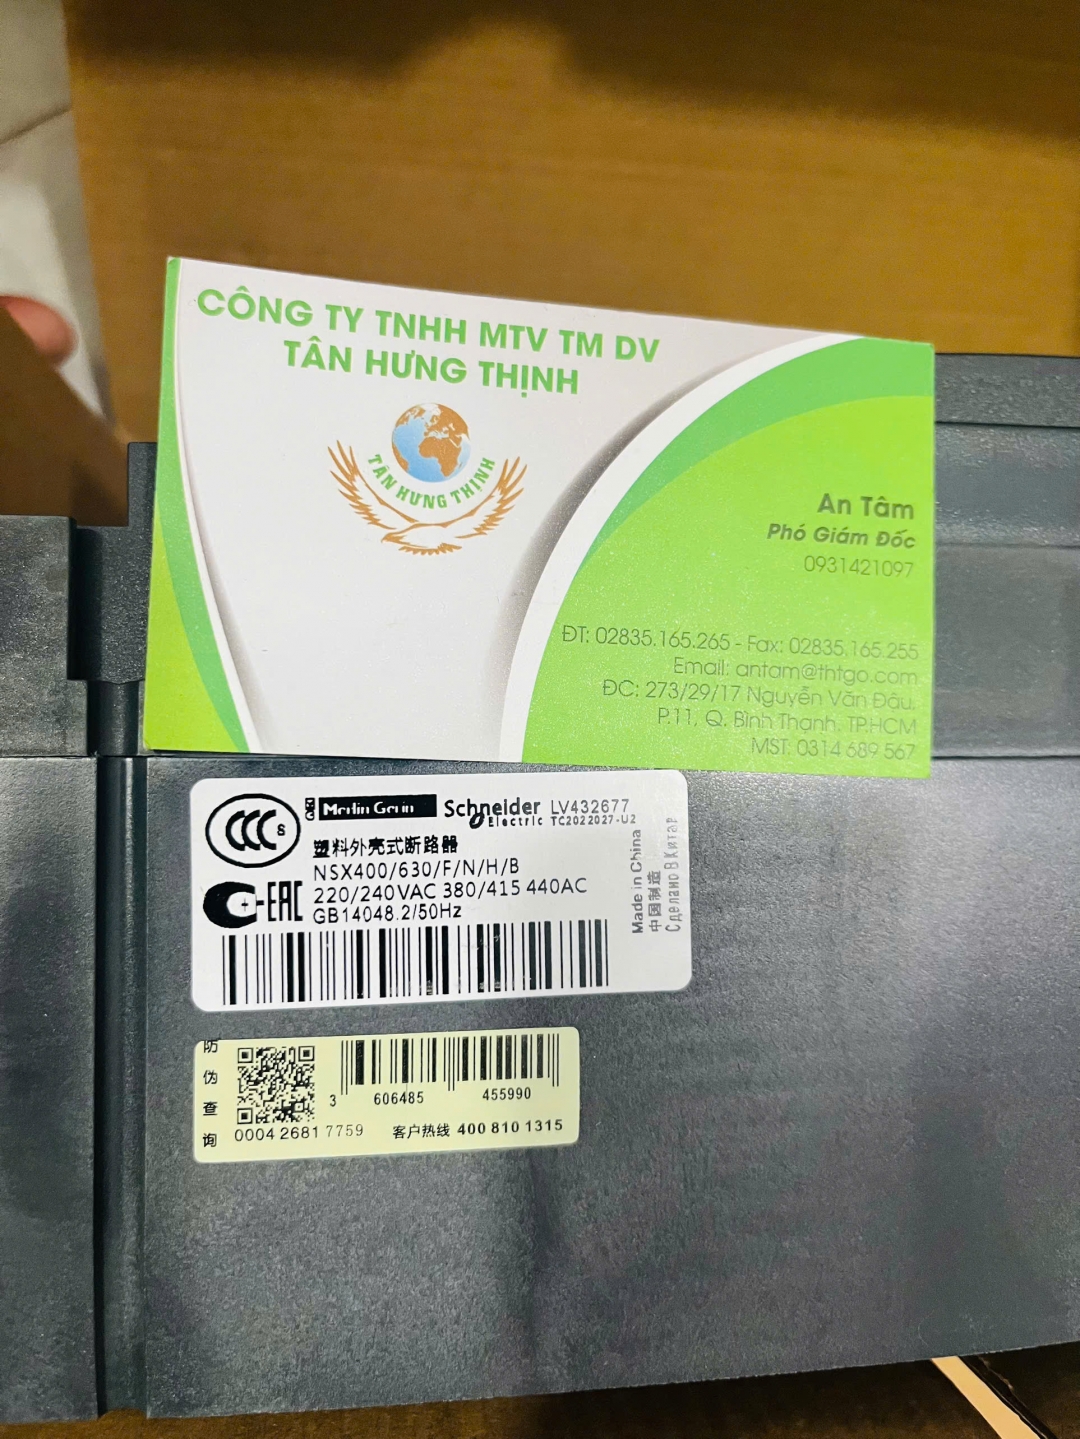 CÔNG TY TNHH MTV TM DV
TÂN HƯNG THỊNH
TÂN HƯNG THỊNH
An Tâm
Phó Giám Đốc
0931421097
ĐT: 02835.165.265 - Fax: 02835.165.255
Email: antam@thtgo.com
ĐC: 273/29/17 Nguyễn Văn Đậu,
P.11, Q. Bình Thạnh, TP.HCM
MST: 0314 689 567
CCC S
Merlin Gerin Schneider LV432677
Electric TC2022027-U2
塑料外壳式断路器
NSX400/630/F/N/H/B
EAC
220/240VAC 380/415 440AC
GB14048.2/50Hz
Made in China
中国制造
Сделано В Китае
防伪查询
3 606485 455990
0004 2681 7759 客户热线 400 810 1315